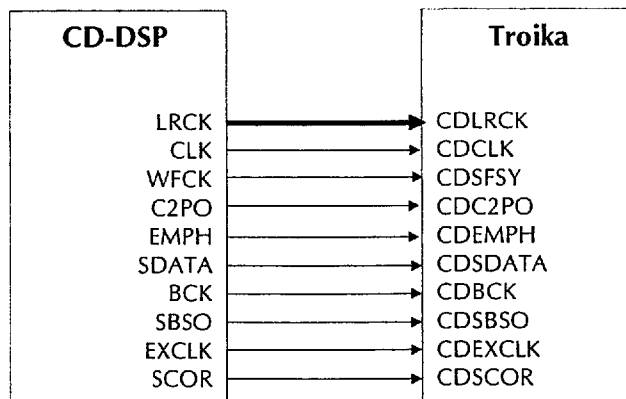 CD-DSP Troika
LRCK CDLRCK
CLK CDCLK
WFCK CDSFSY
C2PO CDC2PO
EMPH CDEMPH
SDATA CDSDATA
BCK CDBCK
SBSO CDSBSO
EXCLK CDEXCLK
SCOR CDSCOR